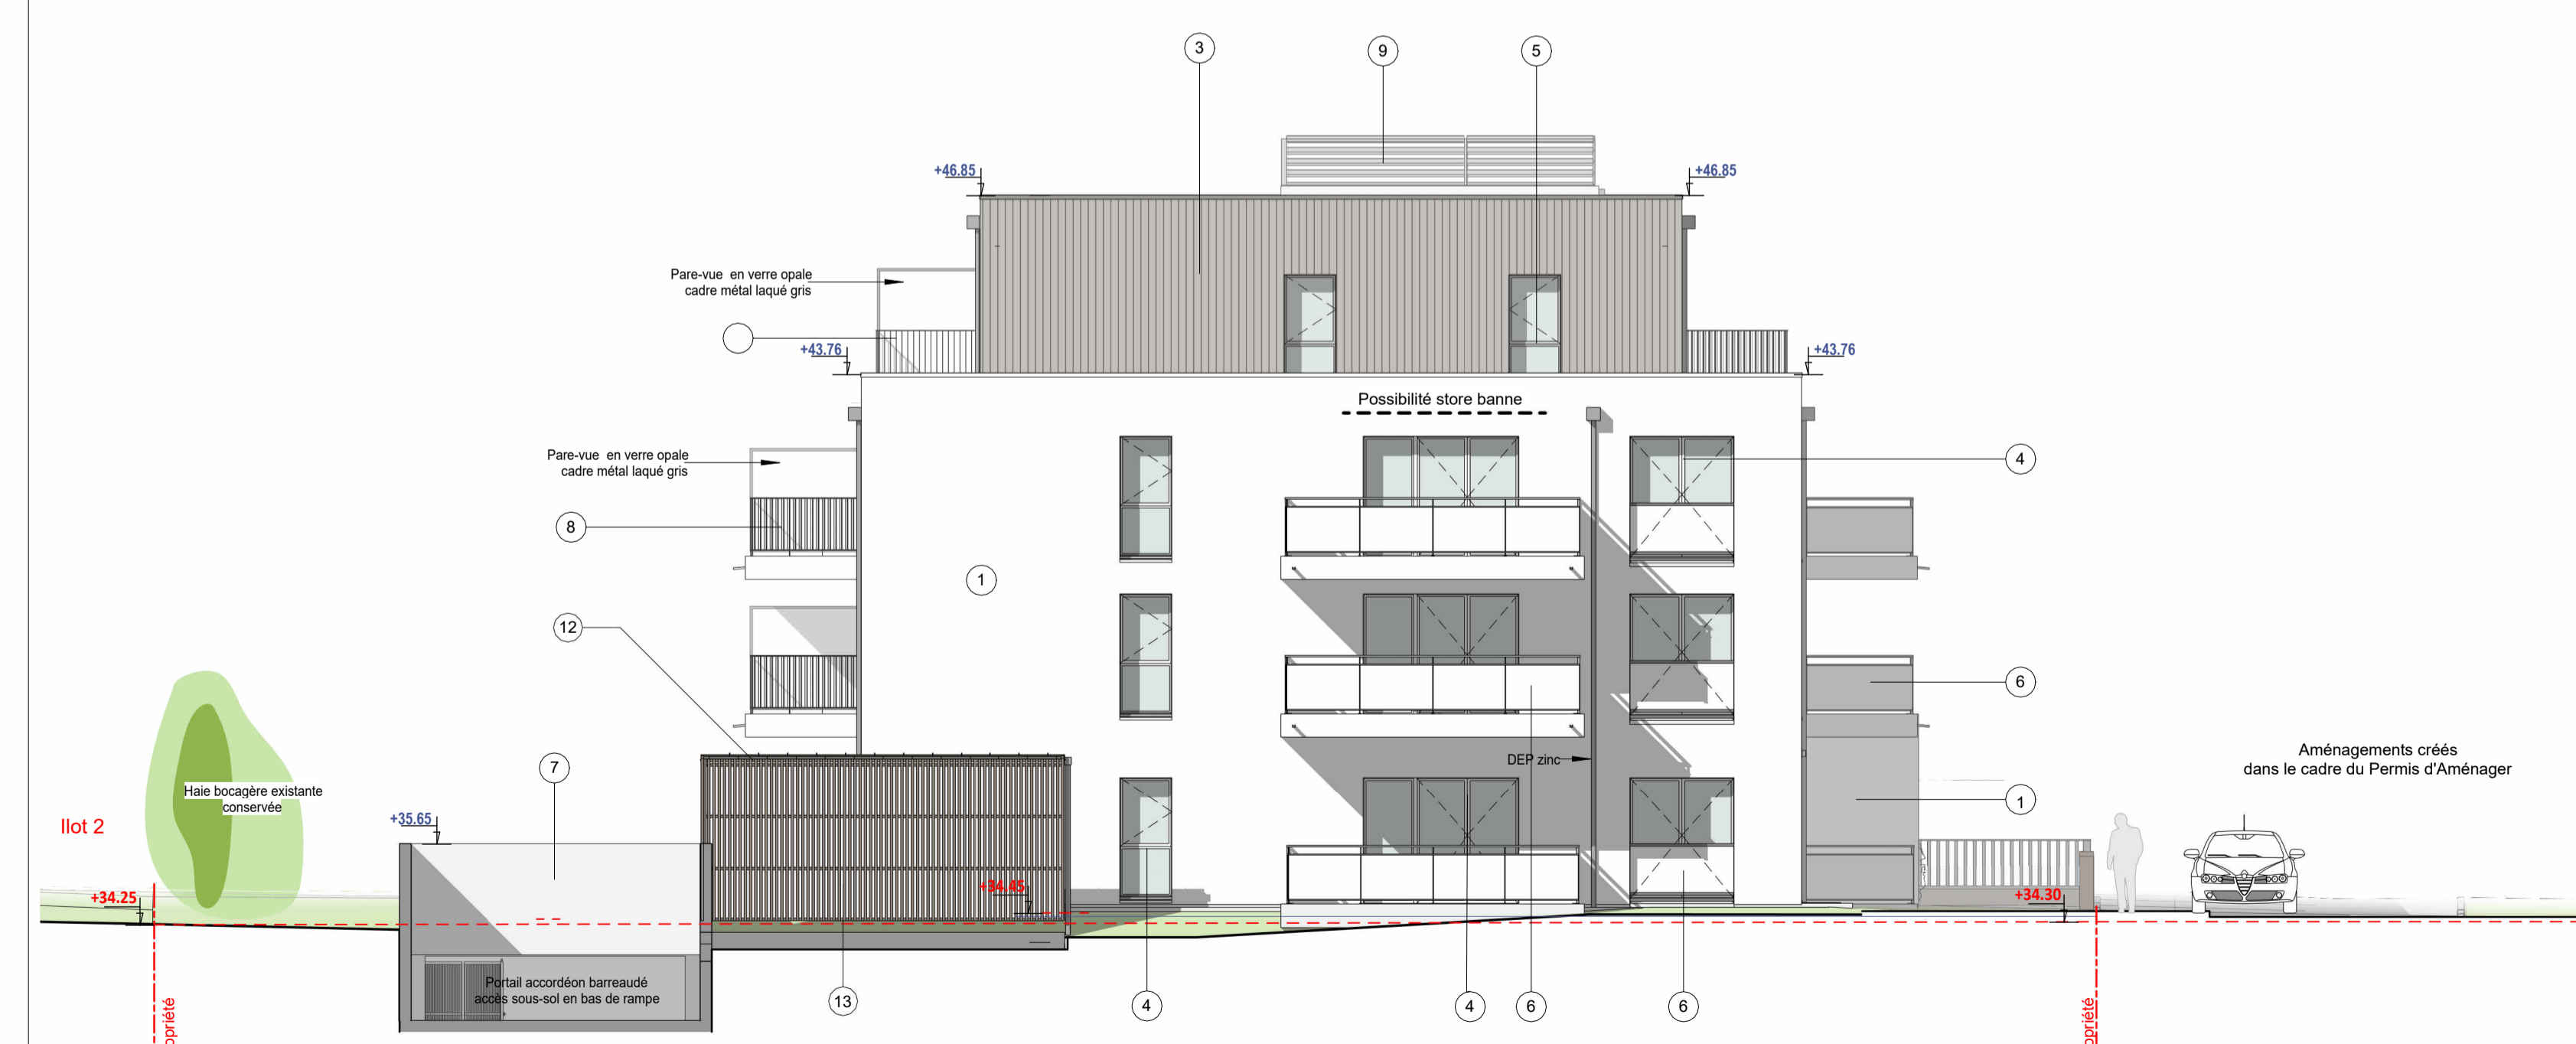 3
9
5
+46.85
+46.85
Pare-vue en verre opale
cadre métal laqué gris
+43.76
+43.76
Possibilité store banne
Pare-vue en verre opale
cadre métal laqué gris
4
8
1
12
6
DEP zinc
7
Aménagements créés
dans le cadre du Permis d'Aménager
Haie bocagère existante
conservée
1
Ilot 2
+35.65
+34.25
+34.45
+34.30
Portail accordéon barreaudé
accès sous-sol en bas de rampe
13
4
4
6
6
opriété
opriété